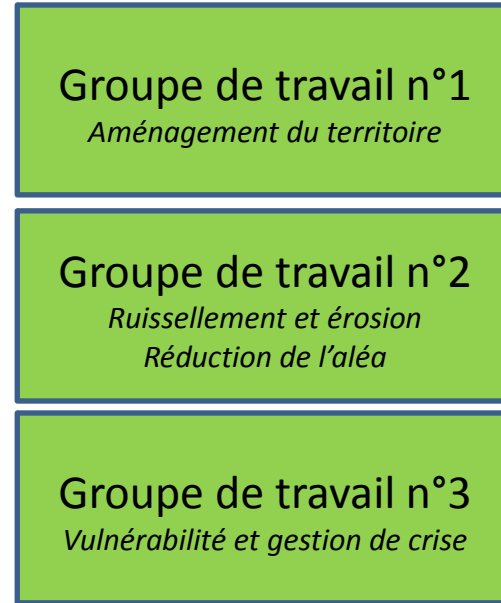 Groupe de travail n°1
Aménagement du territoire
Groupe de travail n°2
Ruissellement et érosion
Réduction de l’aléa
Groupe de travail n°3
Vulnérabilité et gestion de crise